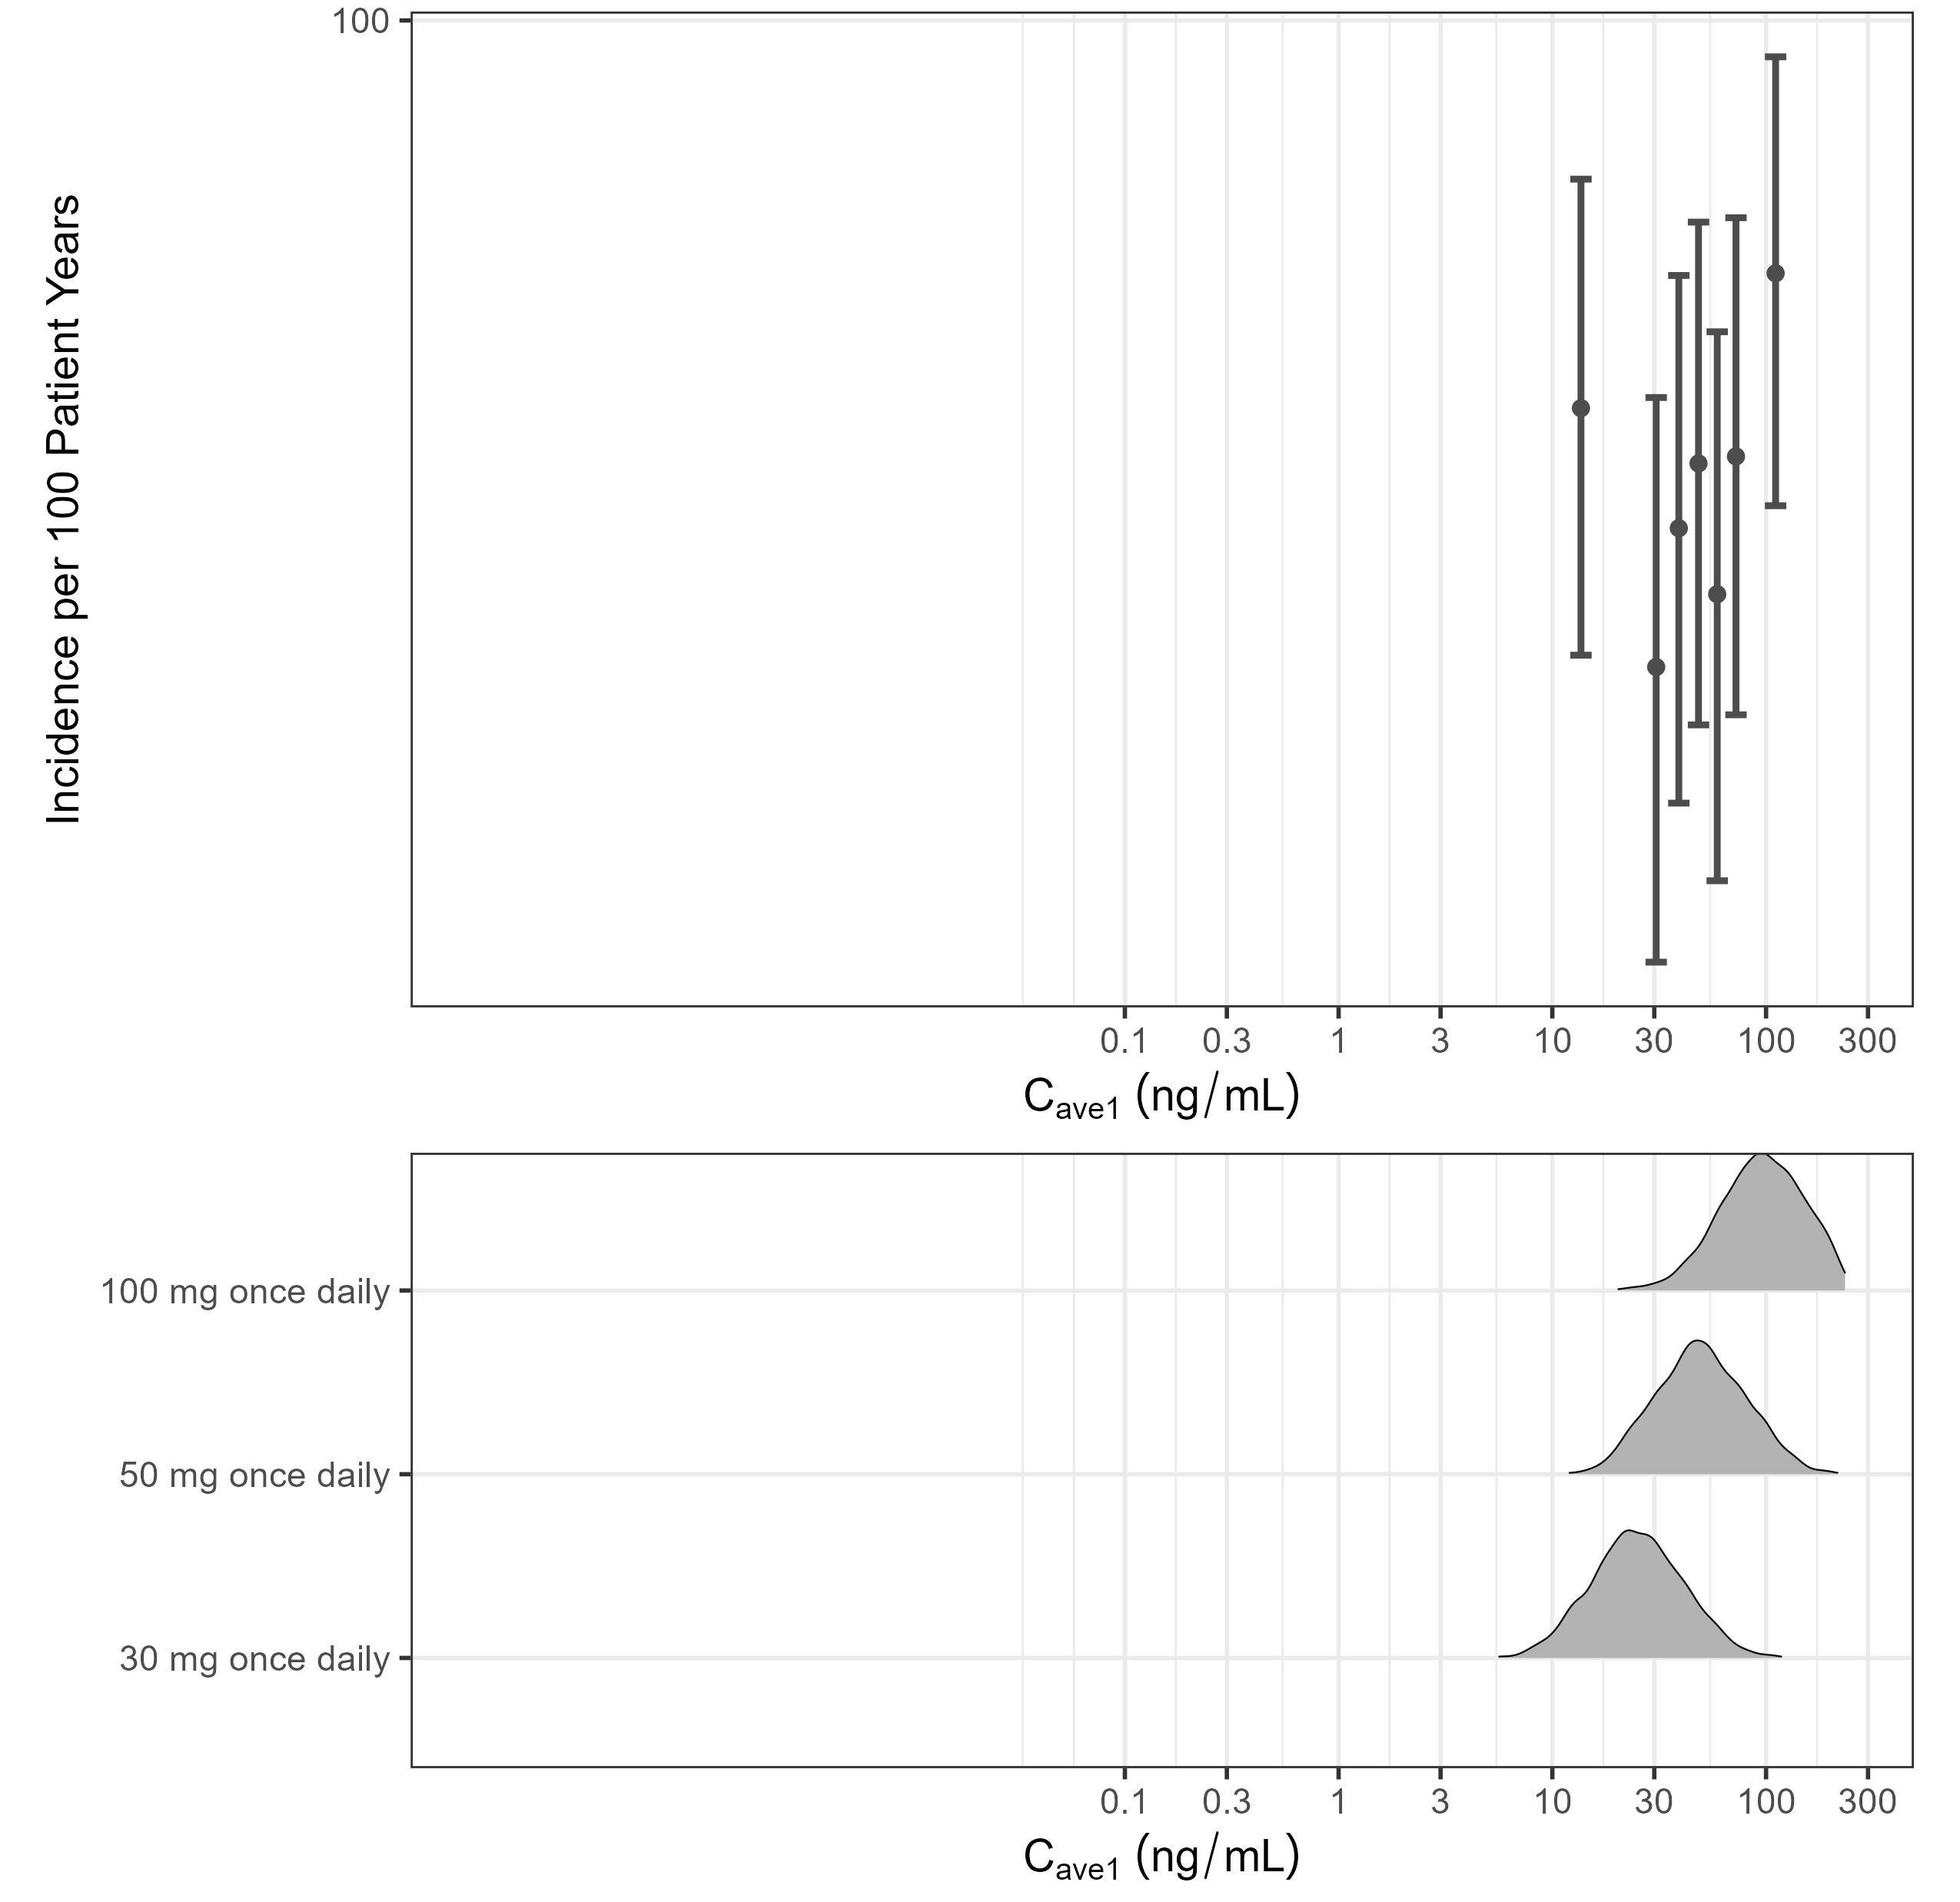 100
Incidence per 100 Patient Years
0.1 0.3 1 3 10 30 100 300
Cave1 (ng/mL)
100 mg once daily
50 mg once daily
30 mg once daily
0.1 0.3 1 3 10 30 100 300
Cave1 (ng/mL)